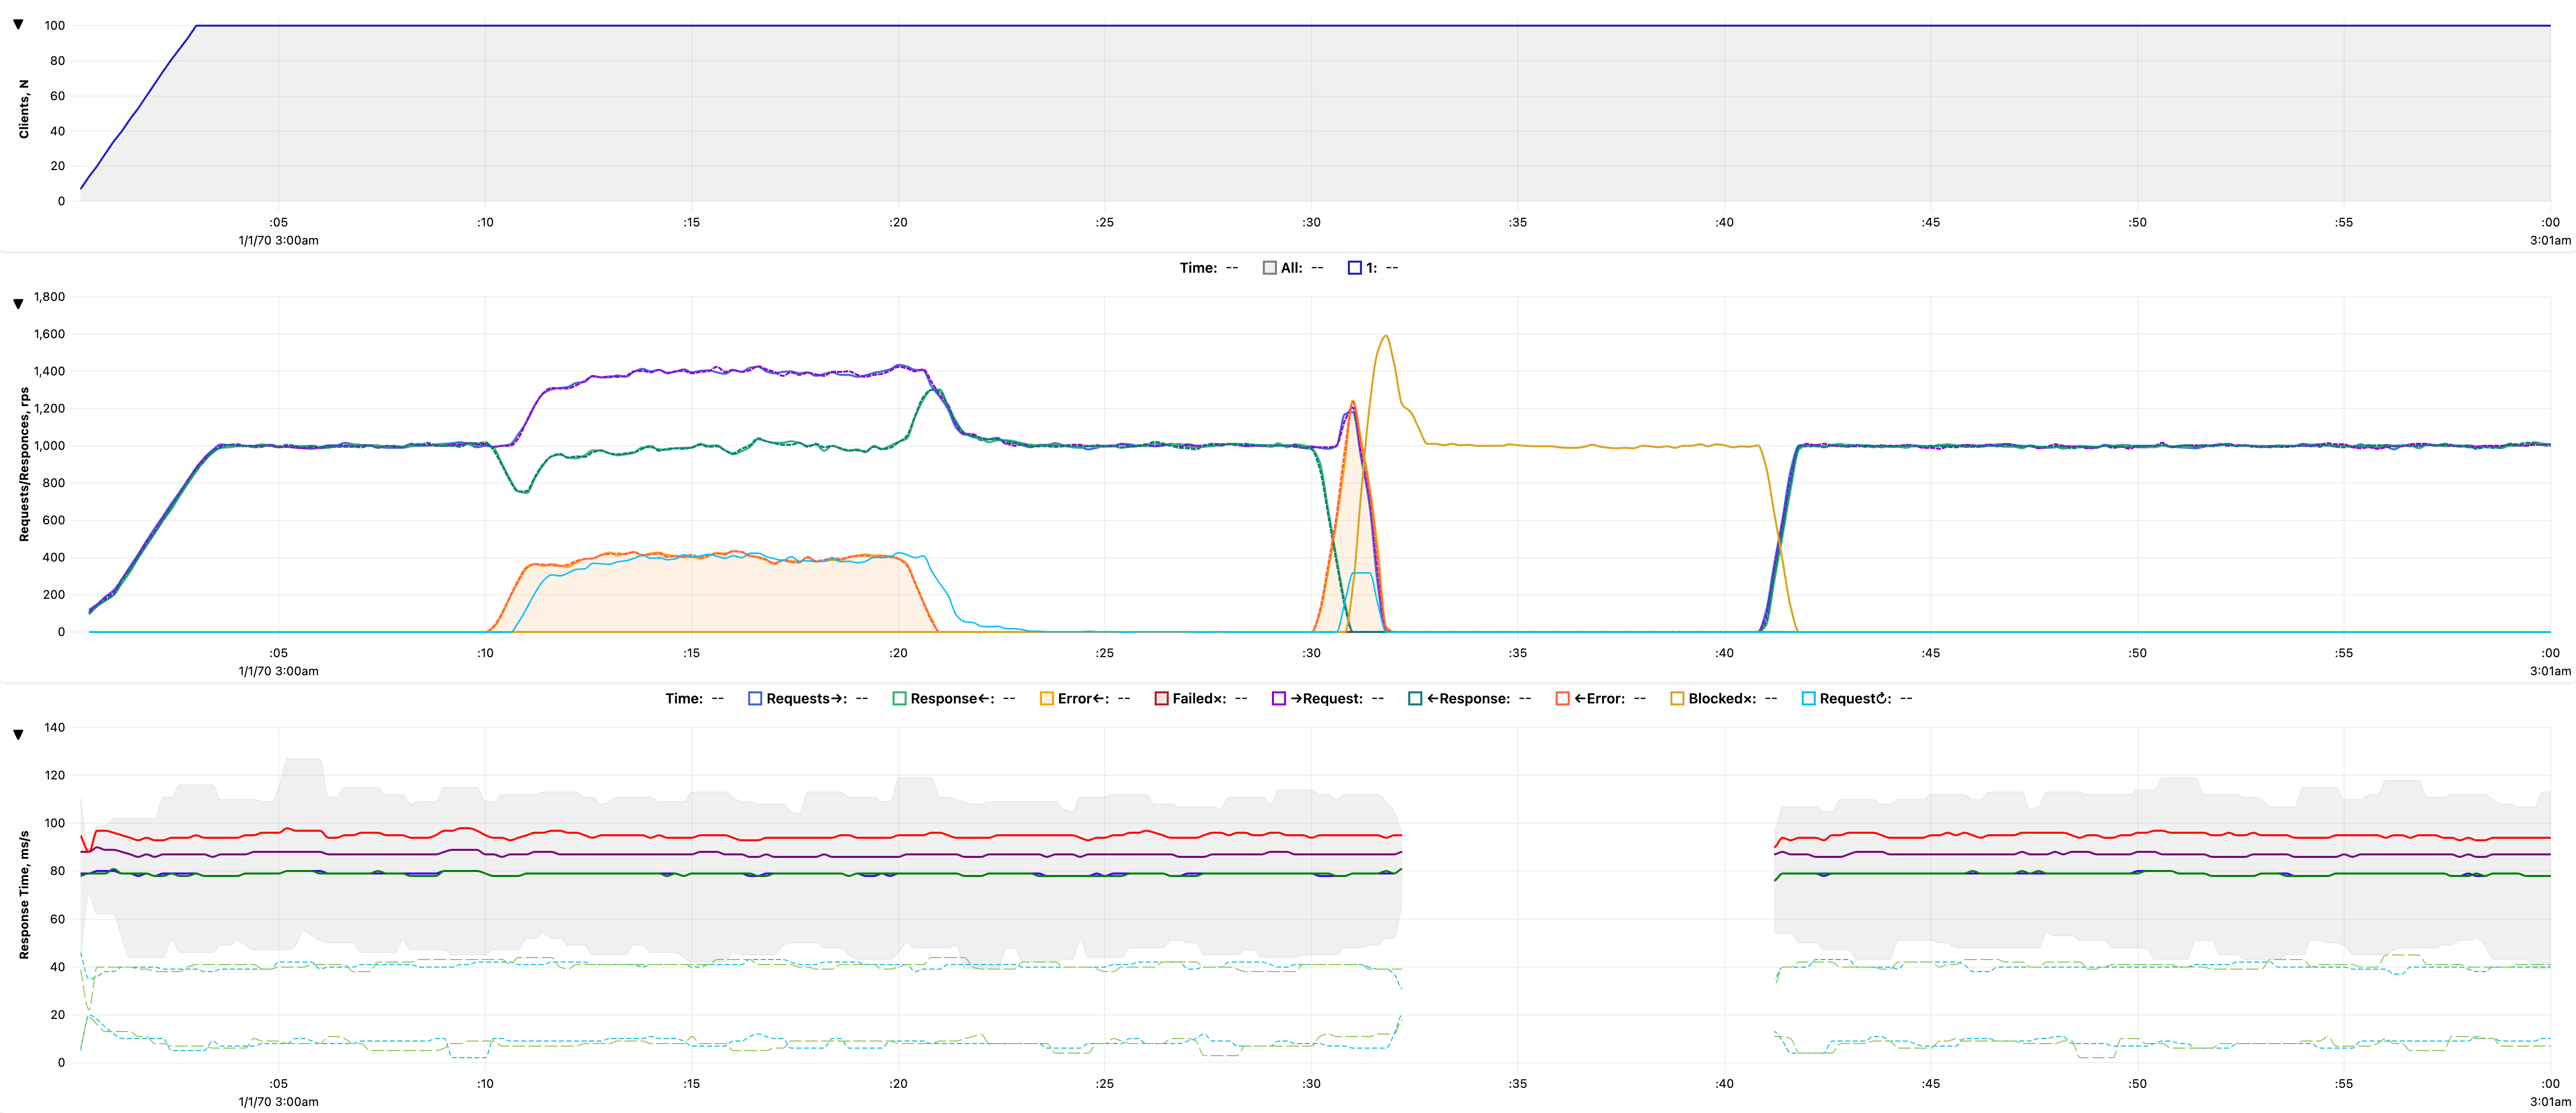 ▼
Clients, N
100
80
60
40
20
0
:05 :10 :15 :20 :25 :30 :35 :40 :45 :50 :55 :00
1/1/70 3:00am 3:01am
Time: -- All: -- 1: --
▼
Requests/Responces, rps
1,800
1,600
1,400
1,200
1,000
800
600
400
200
0
:05 :10 :15 :20 :25 :30 :35 :40 :45 :50 :55 :00
1/1/70 3:00am 3:01am
Time: -- Requests→: -- Response←: -- Error←: -- Failed×: -- →Request: -- ←Response: -- ←Error: -- Blocked×: -- Request↻: --
▼
Response Time, ms/s
140
120
100
80
60
40
20
0
:05 :10 :15 :20 :25 :30 :35 :40 :45 :50 :55 :00
1/1/70 3:00am 3:01am